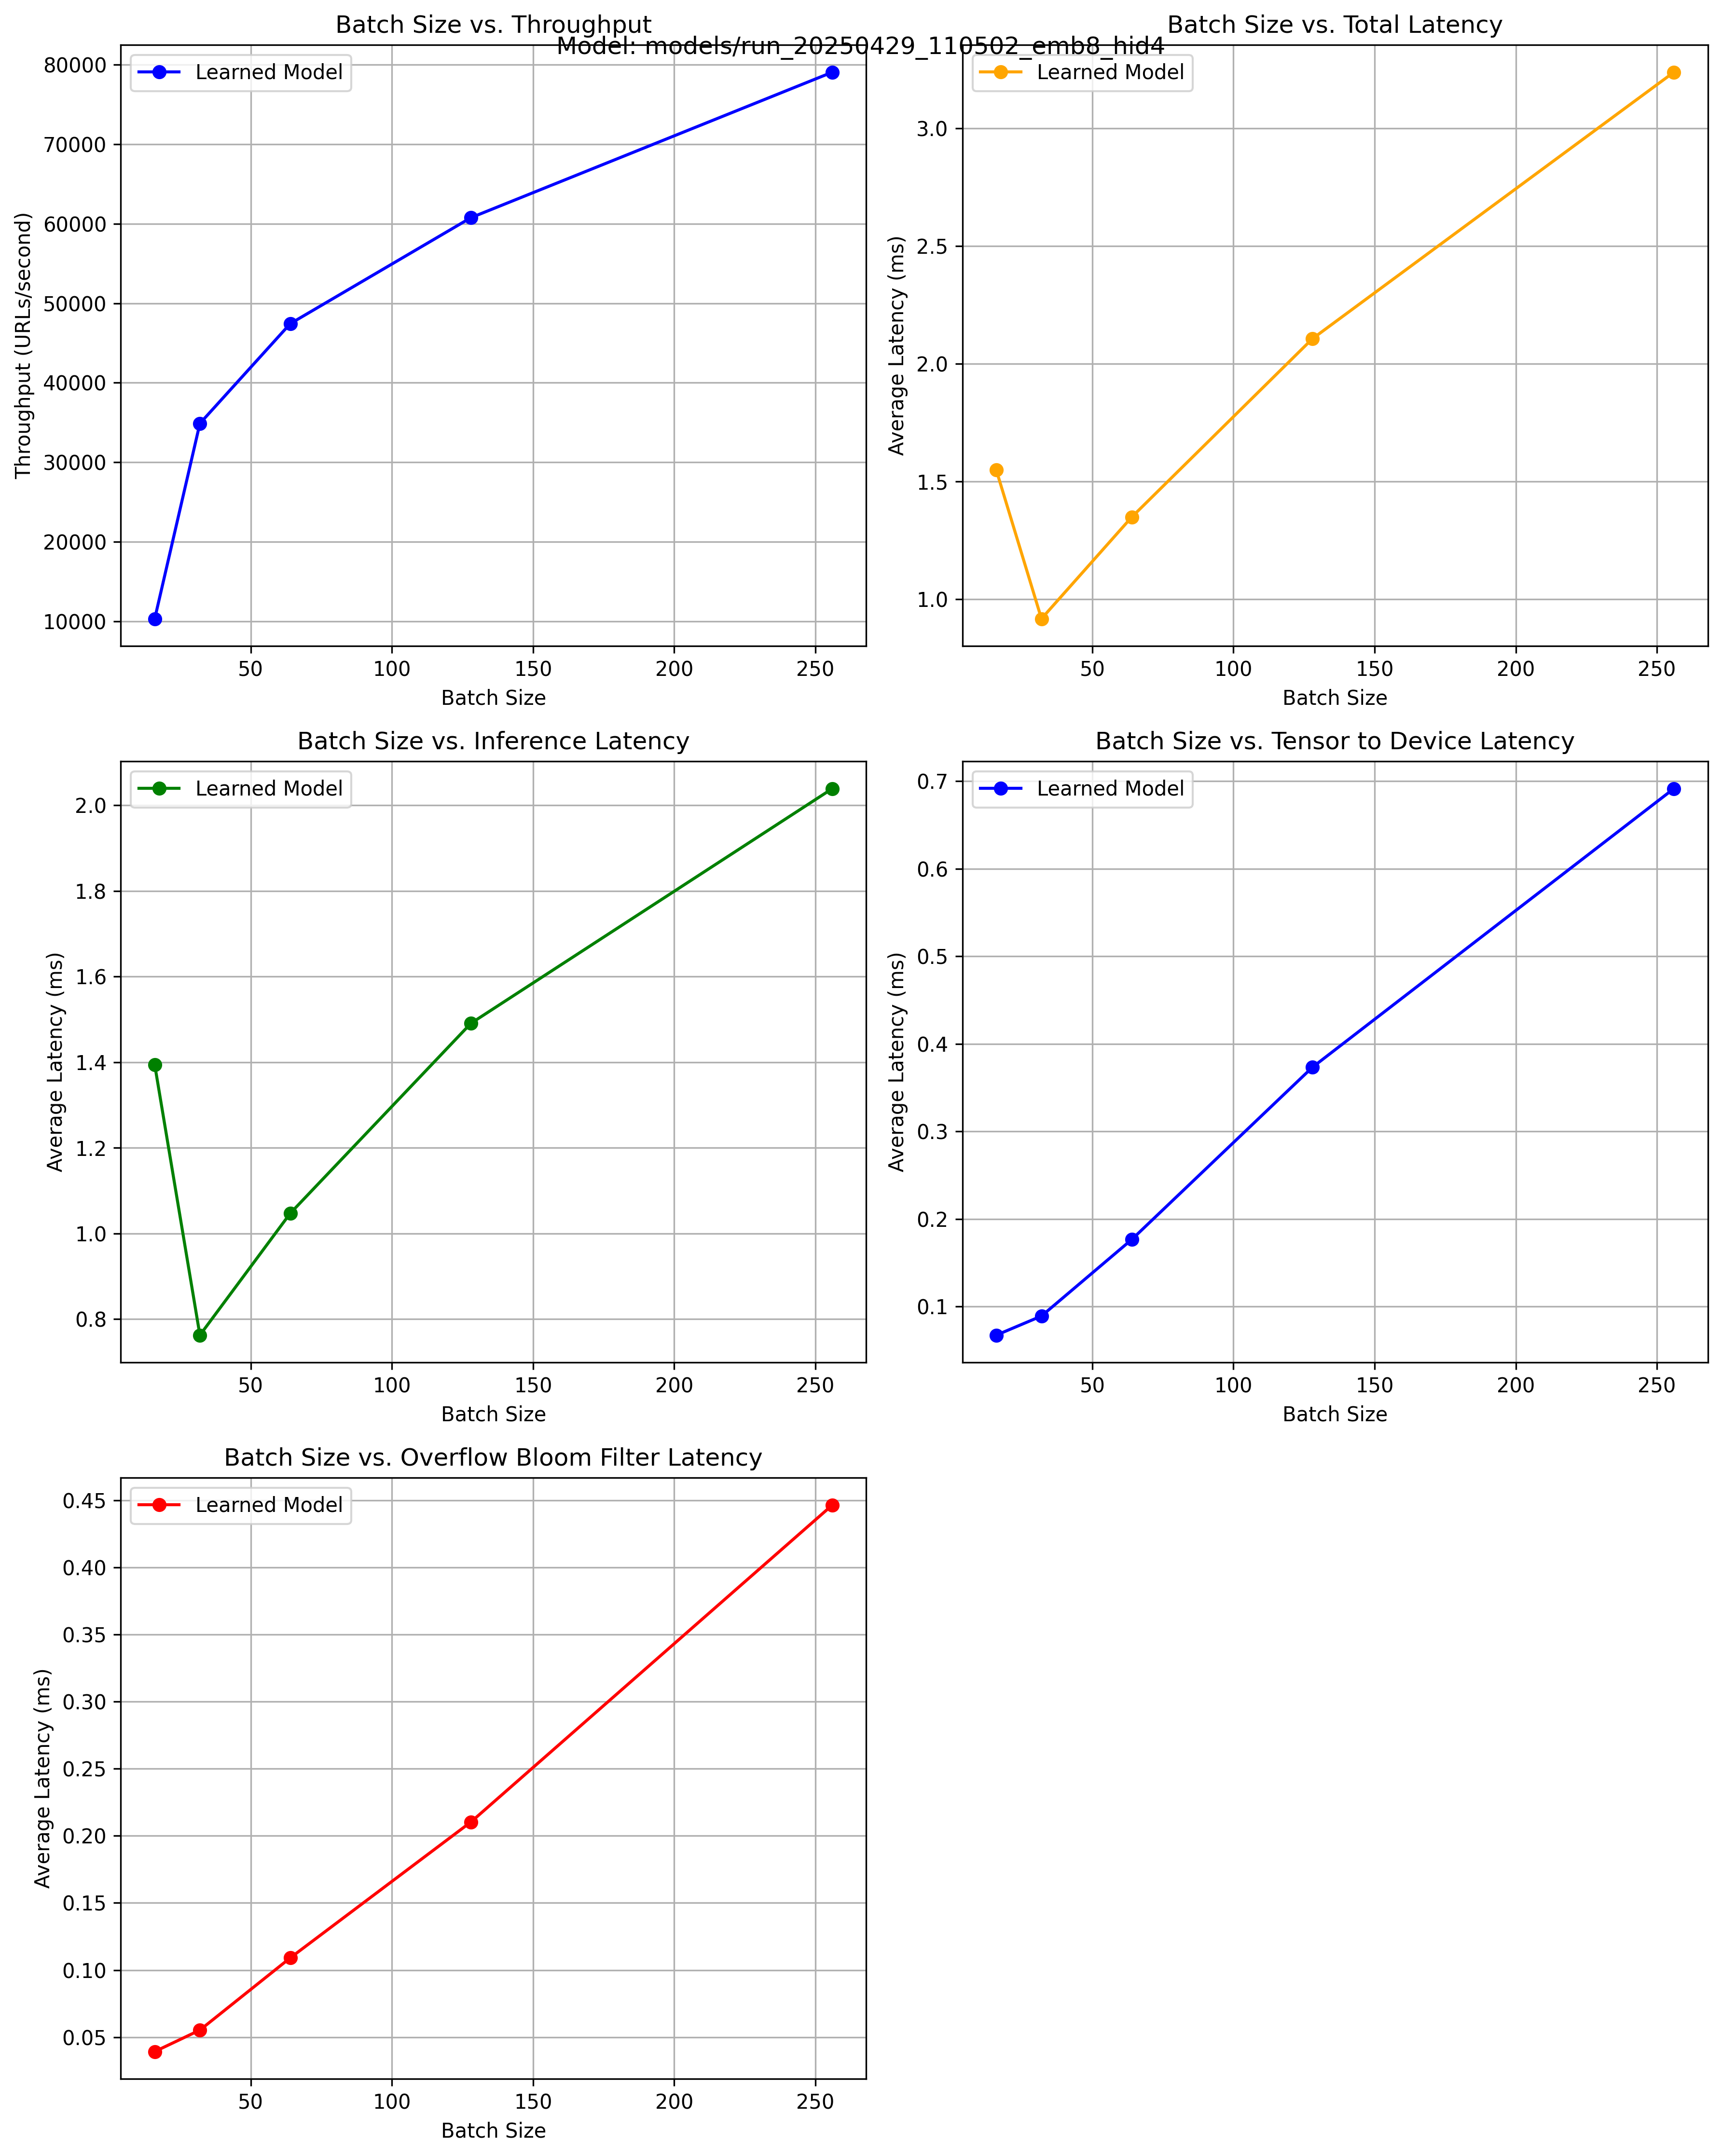 Model: models/run_20250429_110502_emb8_hid4
Batch Size vs. Throughput
Learned Model
Throughput (URLs/second)
80000
70000
60000
50000
40000
30000
20000
10000
50 100 150 200 250
Batch Size
Batch Size vs. Total Latency
Learned Model
Average Latency (ms)
3.0
2.5
2.0
1.5
1.0
50 100 150 200 250
Batch Size
Batch Size vs. Inference Latency
Learned Model
Average Latency (ms)
2.0
1.8
1.6
1.4
1.2
1.0
0.8
50 100 150 200 250
Batch Size
Batch Size vs. Tensor to Device Latency
Learned Model
Average Latency (ms)
0.7
0.6
0.5
0.4
0.3
0.2
0.1
50 100 150 200 250
Batch Size
Batch Size vs. Overflow Bloom Filter Latency
Learned Model
Average Latency (ms)
0.45
0.40
0.35
0.30
0.25
0.20
0.15
0.10
0.05
50 100 150 200 250
Batch Size